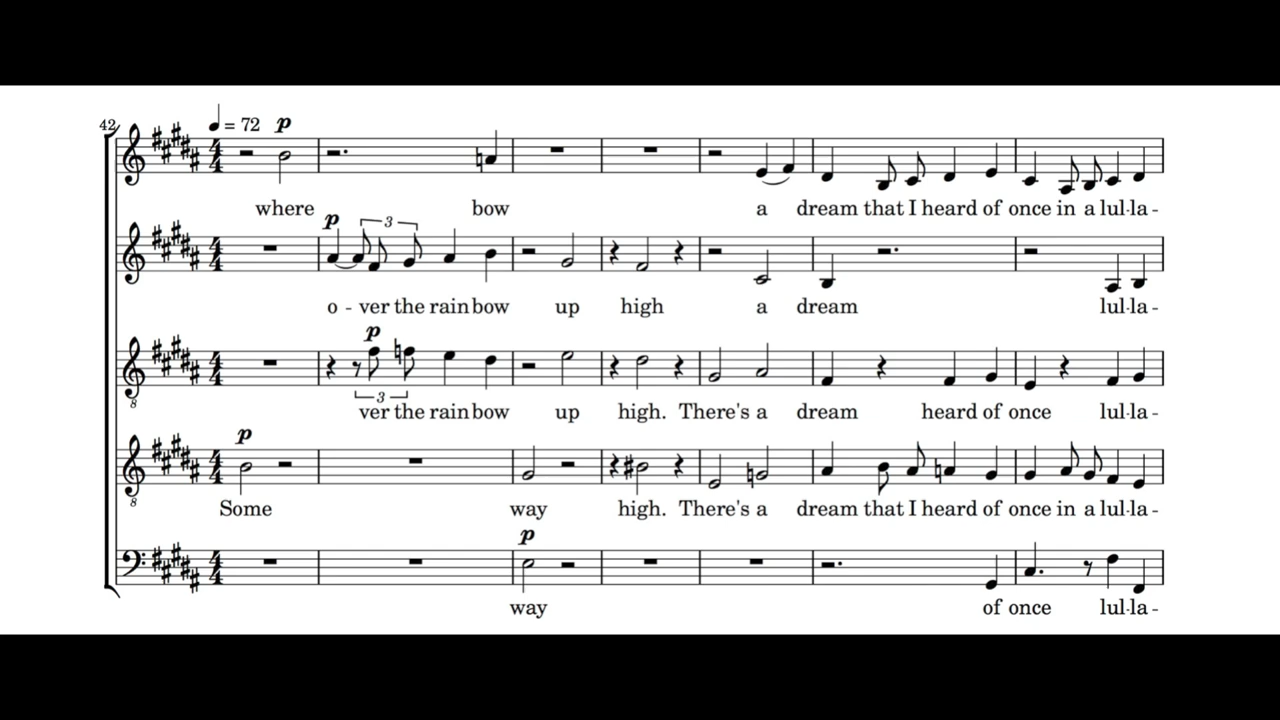 42
= 72 p
where bow a dream that I heard of once in a lul-la-
p 3
o - ver the rain bow up high a dream lul-la-
p
3
ver the rain bow up high. There's a dream heard of once lul-la-
p
Some way high. There's a dream that I heard of once in a lul-la-
p
way of once lul-la-